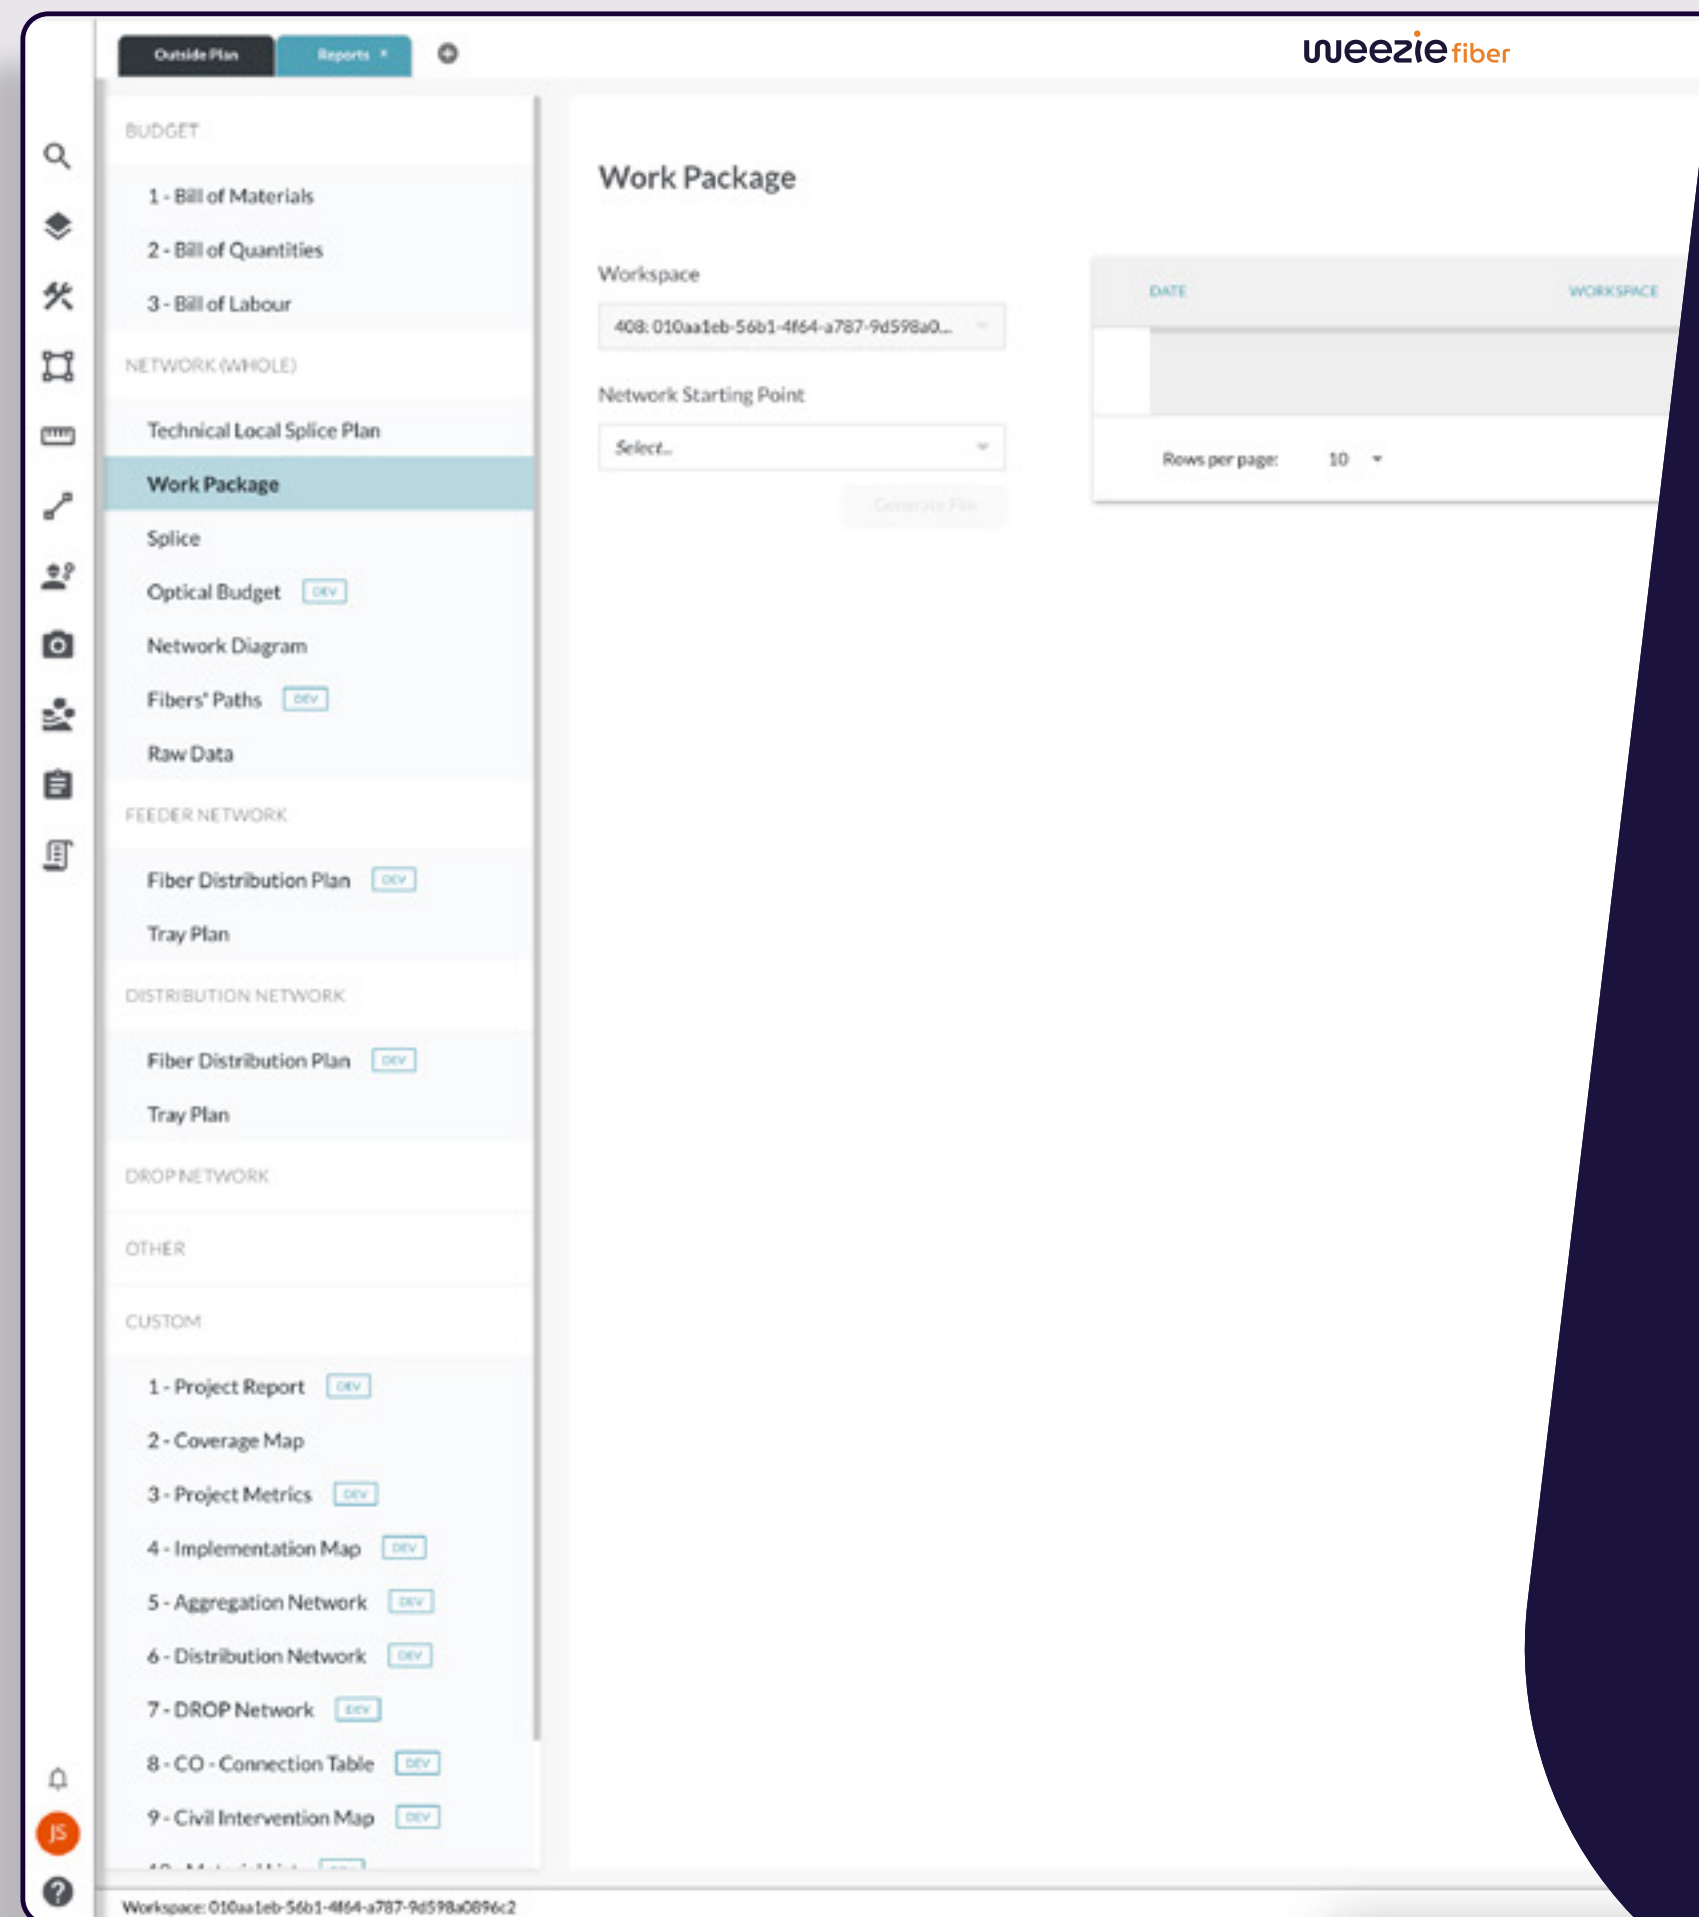 Outside Plan
Reports ×
weezie fiber
BUDGET
1 - Bill of Materials
2 - Bill of Quantities
3 - Bill of Labour
NETWORK (WHOLE)
Technical Local Splice Plan
Work Package
Splice
Optical Budget DEV
Network Diagram
Fibers' Paths DEV
Raw Data
FEEDER NETWORK
Fiber Distribution Plan DEV
Tray Plan
DISTRIBUTION NETWORK
Fiber Distribution Plan DEV
Tray Plan
DROP NETWORK
OTHER
CUSTOM
1 - Project Report DEV
2 - Coverage Map
3 - Project Metrics DEV
4 - Implementation Map DEV
5 - Aggregation Network DEV
6 - Distribution Network DEV
7 - DROP Network DEV
8 - CO - Connection Table DEV
9 - Civil Intervention Map DEV
JS
Work Package
Workspace
408: 010aa1eb-56b1-4f64-a787-9d598a0...
Network Starting Point
Select...
Generate File
DATE
WORKSPACE
Rows per page: 10
Workspace: 010aa1eb-56b1-4f64-a787-9d598a0896c2